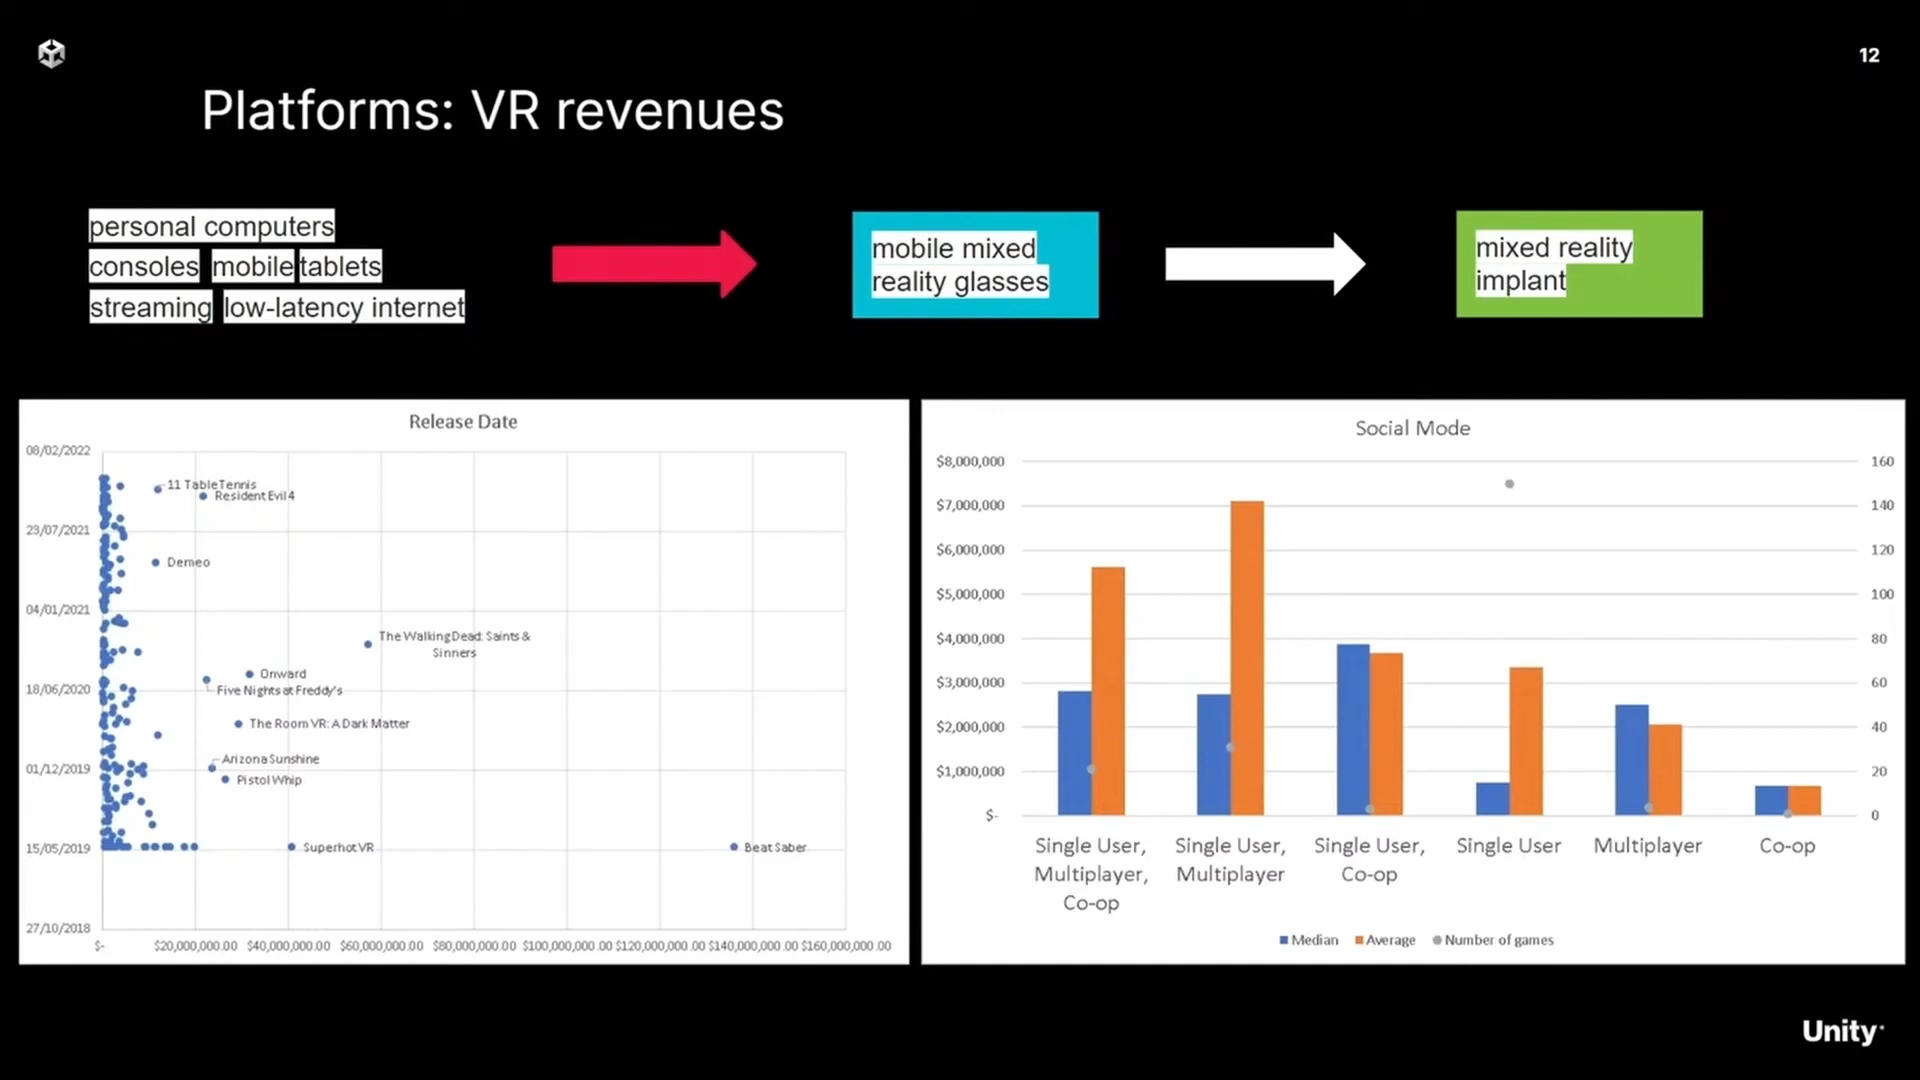 12
Platforms: VR revenues
personal computers
consoles mobile tablets
streaming low-latency internet
mobile mixed
reality glasses
mixed reality
implant
Release Date
08/02/2022
23/07/2021
04/01/2021
18/06/2020
01/12/2019
15/05/2019
27/10/2018
11 Table Tennis
Resident Evil 4
Demeo
The Walking Dead: Saints &
Sinners
Onward
Five Nights at Freddy's
The Room VR: A Dark Matter
Arizona Sunshine
Pistol Whip
Superhot VR
Beat Saber
$- $20,000,000.00 $40,000,000.00 $60,000,000.00 $80,000,000.00 $100,000,000.00 $120,000,000.00 $140,000,000.00 $160,000,000.00
Social Mode
$8,000,000 160
$7,000,000 140
$6,000,000 120
$5,000,000 100
$4,000,000 80
$3,000,000 60
$2,000,000 40
$1,000,000 20
$- 0
Single User,
Multiplayer,
Co-op
Single User,
Multiplayer
Single User,
Co-op
Single User
Multiplayer
Co-op
Median Average Number of games
Unity